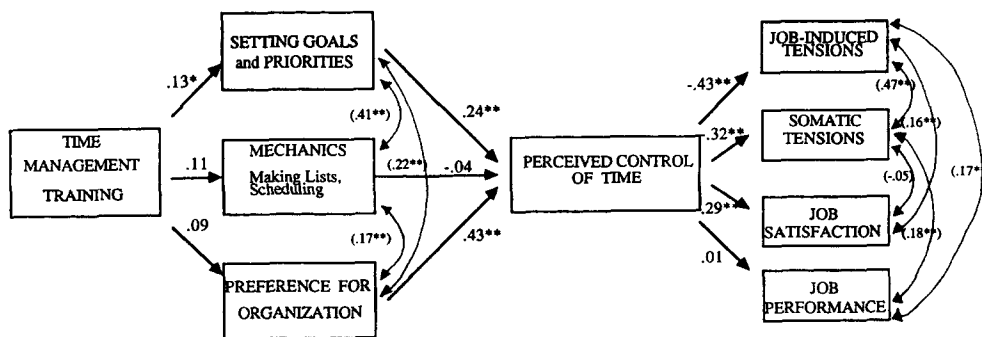 SETTING GOALS
and PRIORITIES
JOB-INDUCED
TENSIONS
.13*
(.41**)
.24**
-.43**
(.47**)
TIME
MANAGEMENT
TRAINING
.11
MECHANICS
Making Lists,
Scheduling
(.22**)
-.04
PERCEIVED CONTROL
OF TIME
.32**
SOMATIC
TENSIONS
(.16**)
(-.05)
(.17*
.09
(.17**)
.43**
.29**
JOB
SATISFACTION
(.18**)
PREFERENCE FOR
ORGANIZATION
.01
JOB
PERFORMANCE